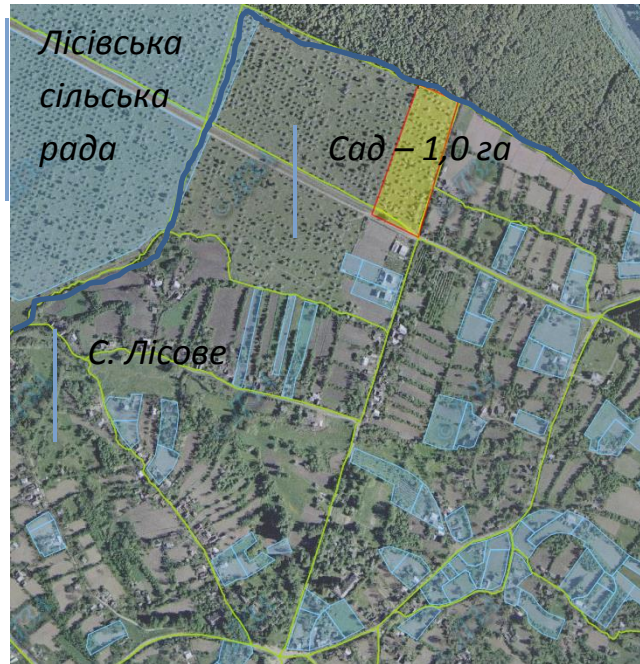 Лісівська
сільська
рада
Сад – 1,0 га
С. Лісове